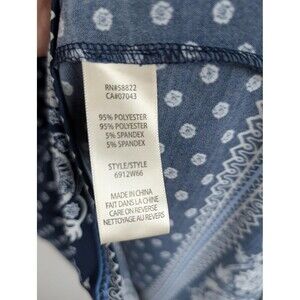 RN#58822
CA#07043
95% POLYESTER
95% POLYESTER
5% SPANDEX
5% SPANDEX
STYLE/STYLE
6912W66
MADE IN CHINA
FAIT DANS LA CHINE
CARE ON REVERSE
NETTOYAGE AU REVERS